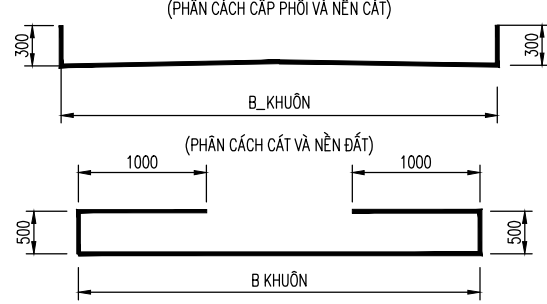 (PHÂN CÁCH CẤP PHỐI VÀ NỀN CÁT)
300
300
B_KHUÔN
(PHÂN CÁCH CÁT VÀ NỀN ĐẤT)
1000
1000
500
500
B KHUÔN